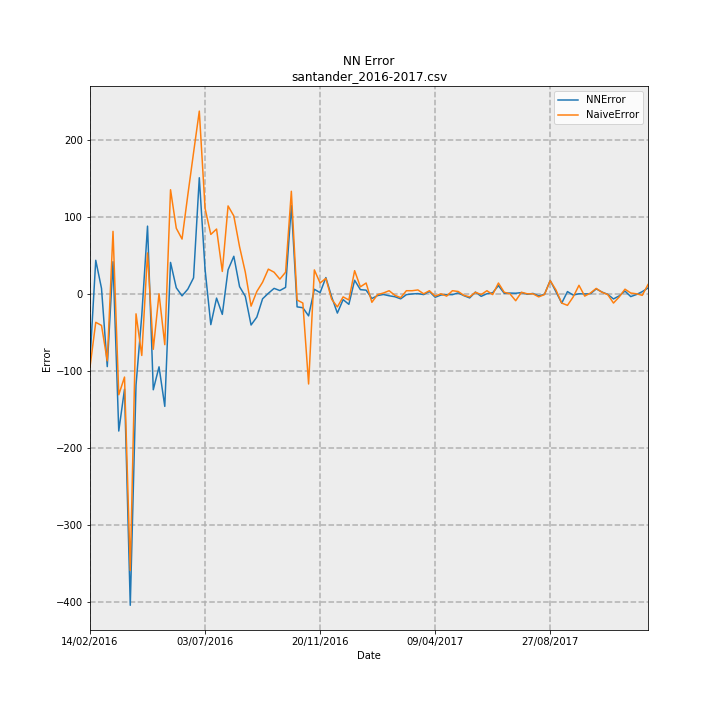 NN Error
santander_2016-2017.csv
NNError
NaiveError
200
100
0
−100
−200
−300
−400
Error
14/02/2016
03/07/2016
20/11/2016
09/04/2017
27/08/2017
Date